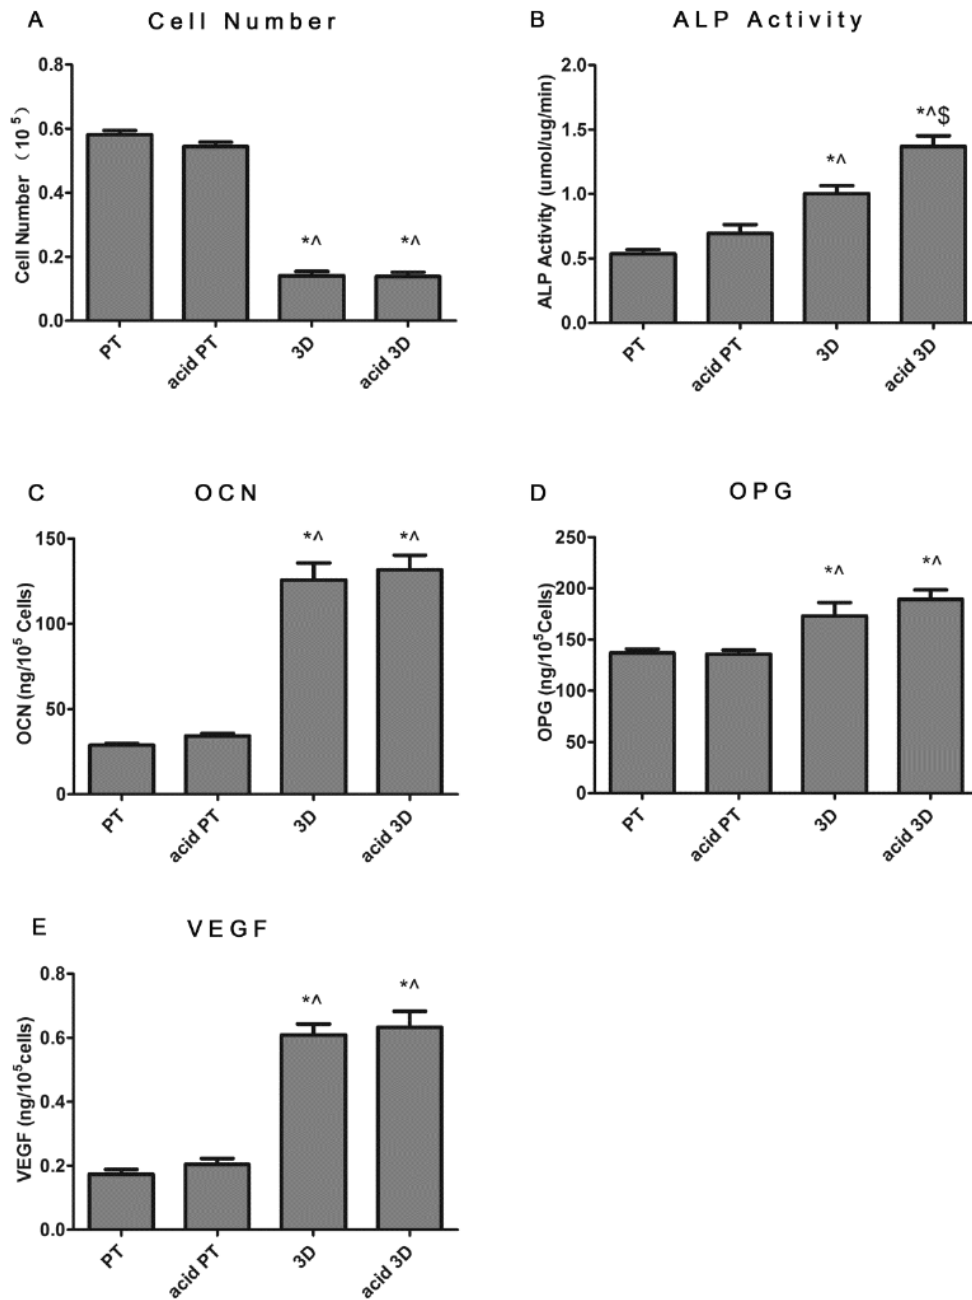 A
Cell Number
Cell Number (10⁵)
0.8
0.6
0.4
0.2
0.0
*^
*^
PT
acid PT
3D
acid 3D
B
ALP Activity
ALP Activity (umol/ug/min)
2.0
1.5
1.0
0.5
0.0
*^
*^$
PT
acid PT
3D
acid 3D
C
OCN
OCN (ng/10⁵ Cells)
150
100
50
0
*^
*^
PT
acid PT
3D
acid 3D
D
OPG
OPG (ng/10⁵Cells)
250
200
150
100
50
0
*^
*^
PT
acid PT
3D
acid 3D
E
VEGF
VEGF (ng/10⁵cells)
0.8
0.6
0.4
0.2
0.0
*^
*^
PT
acid PT
3D
acid 3D